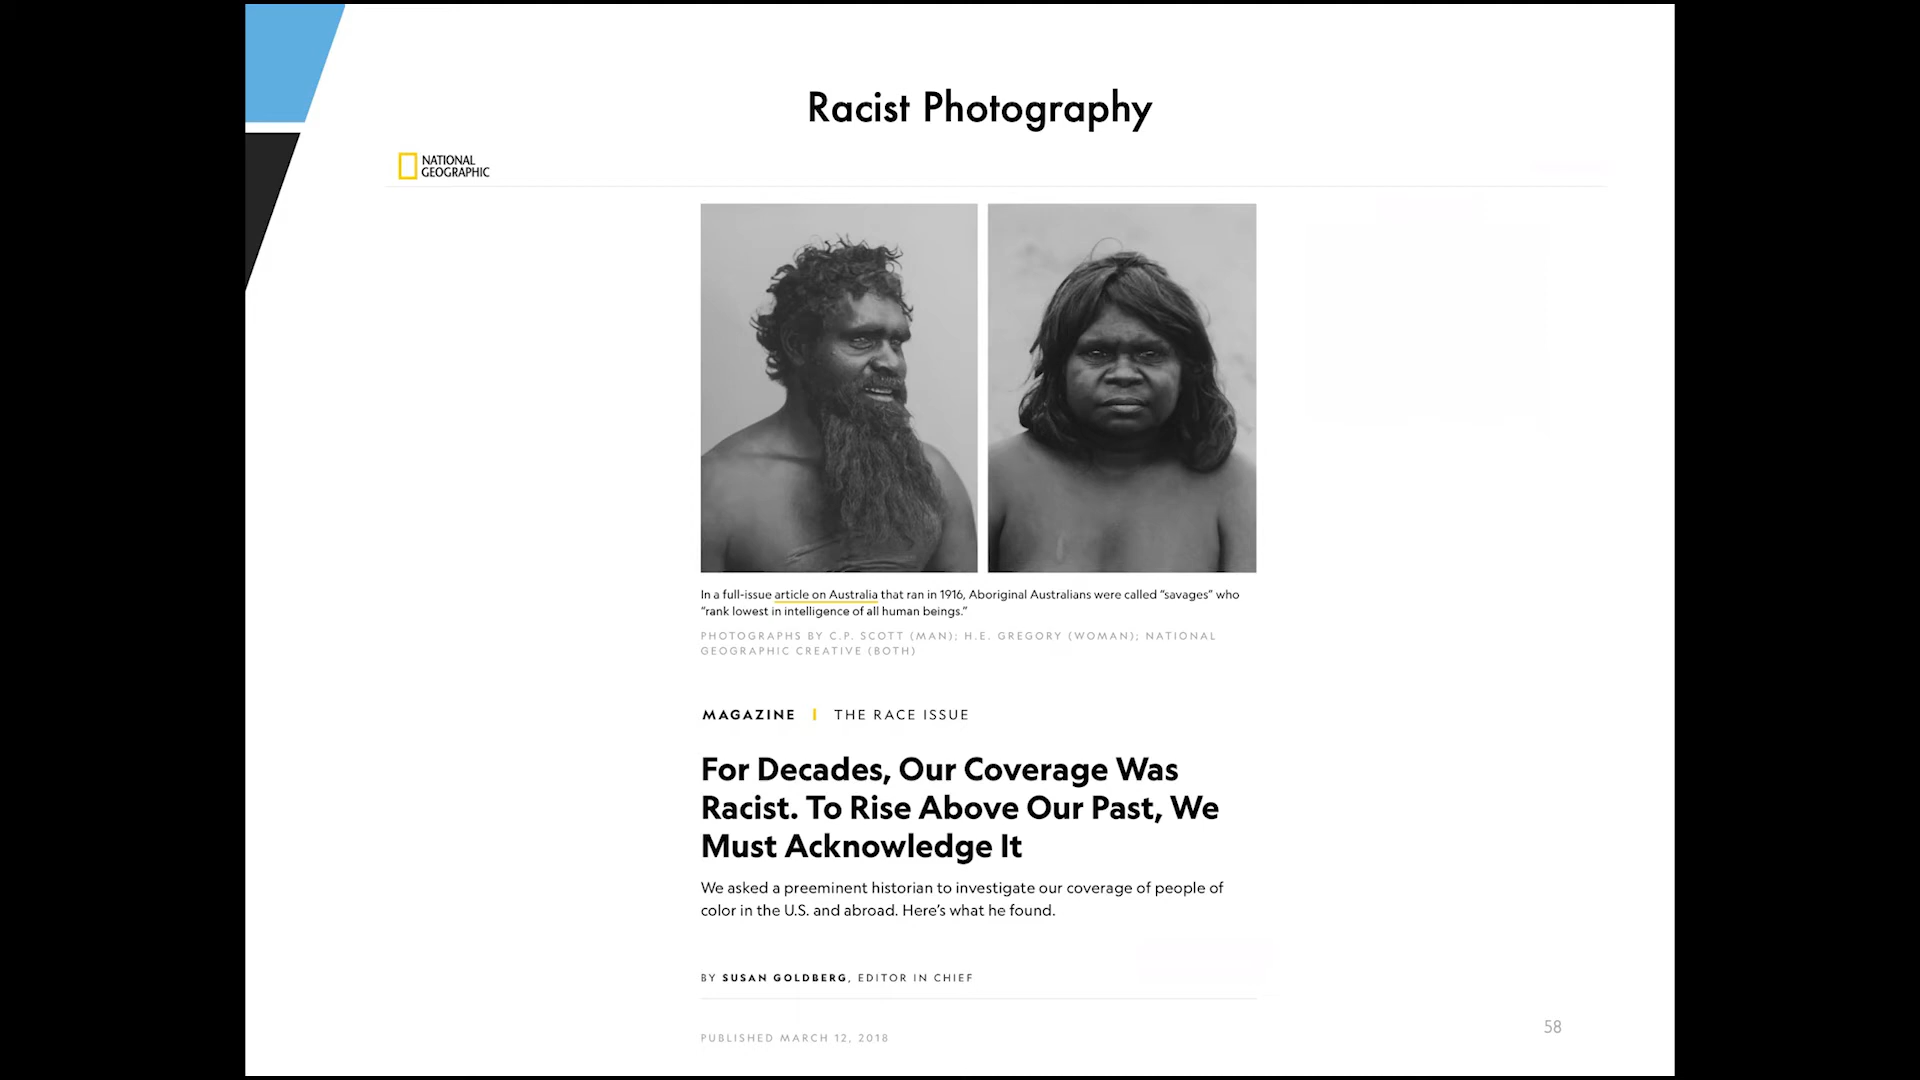 Racist Photography
NATIONAL
GEOGRAPHIC
In a full-issue article on Australia that ran in 1916, Aboriginal Australians were called “savages” who
“rank lowest in intelligence of all human beings.”
PHOTOGRAPHS BY C.P. SCOTT (MAN); H.E. GREGORY (WOMAN); NATIONAL
GEOGRAPHIC CREATIVE (BOTH)
MAGAZINE | THE RACE ISSUE
For Decades, Our Coverage Was
Racist. To Rise Above Our Past, We
Must Acknowledge It
We asked a preeminent historian to investigate our coverage of people of
color in the U.S. and abroad. Here’s what he found.
BY SUSAN GOLDBERG, EDITOR IN CHIEF
PUBLISHED MARCH 12, 2018
58